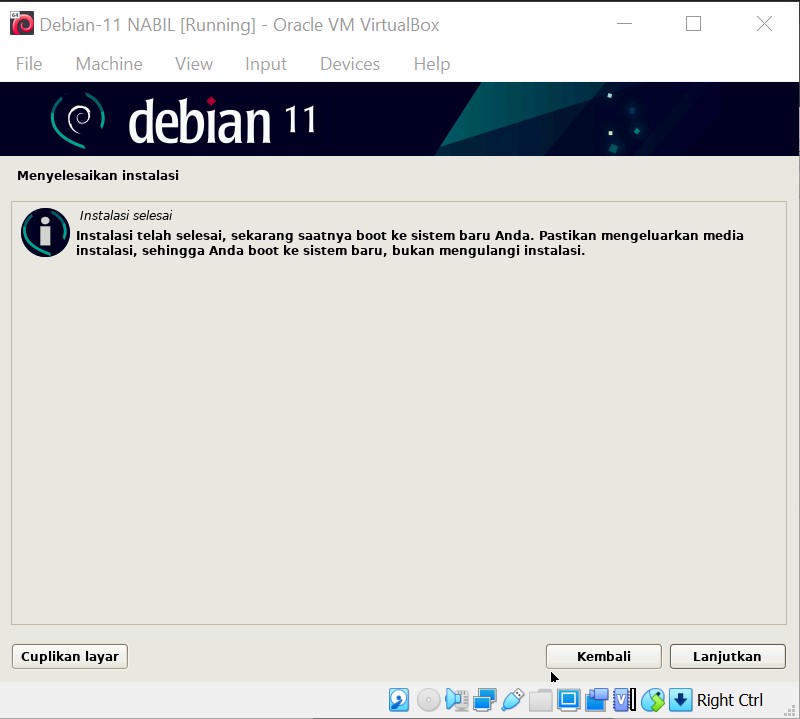 Debian-11 NABIL [Running] - Oracle VM VirtualBox
File Machine View Input Devices Help
debian 11
Menyelesaikan instalasi
Instalasi selesai
Instalasi telah selesai, sekarang saatnya boot ke sistem baru Anda. Pastikan mengeluarkan media
instalasi, sehingga Anda boot ke sistem baru, bukan mengulangi instalasi.
Cuplikan layar Kembali Lanjutkan
Right Ctrl